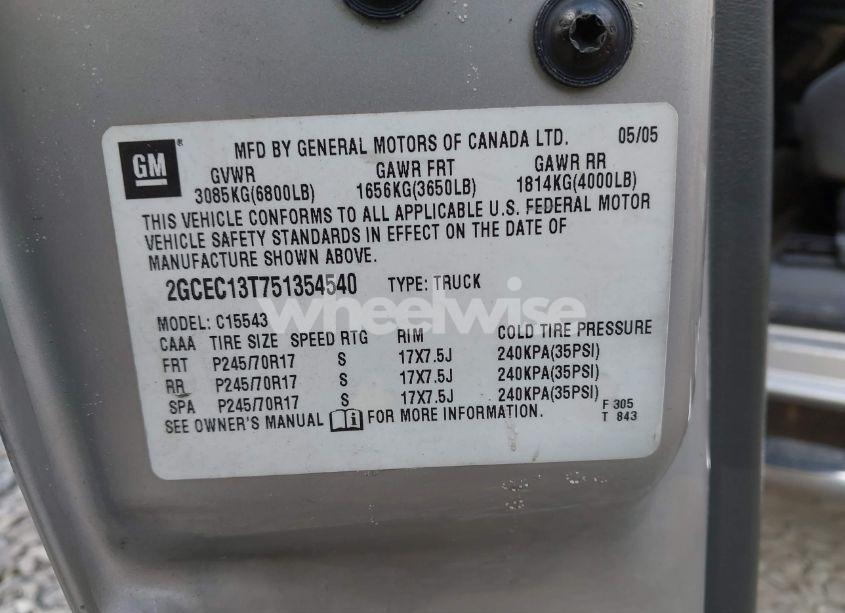 GM
MFD BY GENERAL MOTORS OF CANADA LTD. 05/05
GVWR GAWR FRT GAWR RR
3085KG(6800LB) 1656KG(3650LB) 1814KG(4000LB)
THIS VEHICLE CONFORMS TO ALL APPLICABLE U.S. FEDERAL MOTOR
VEHICLE SAFETY STANDARDS IN EFFECT ON THE DATE OF
MANUFACTURE SHOWN ABOVE.
2GCEC13T751354540 TYPE: TRUCK
wheelwise
MODEL: C15543
CAAA TIRE SIZE SPEED RTG RIM COLD TIRE PRESSURE
FRT P245/70R17 S 17X7.5J 240KPA(35PSI)
RR P245/70R17 S 17X7.5J 240KPA(35PSI)
SPA P245/70R17 S 17X7.5J 240KPA(35PSI)
SEE OWNER'S MANUAL i FOR MORE INFORMATION.
F 305
T 843